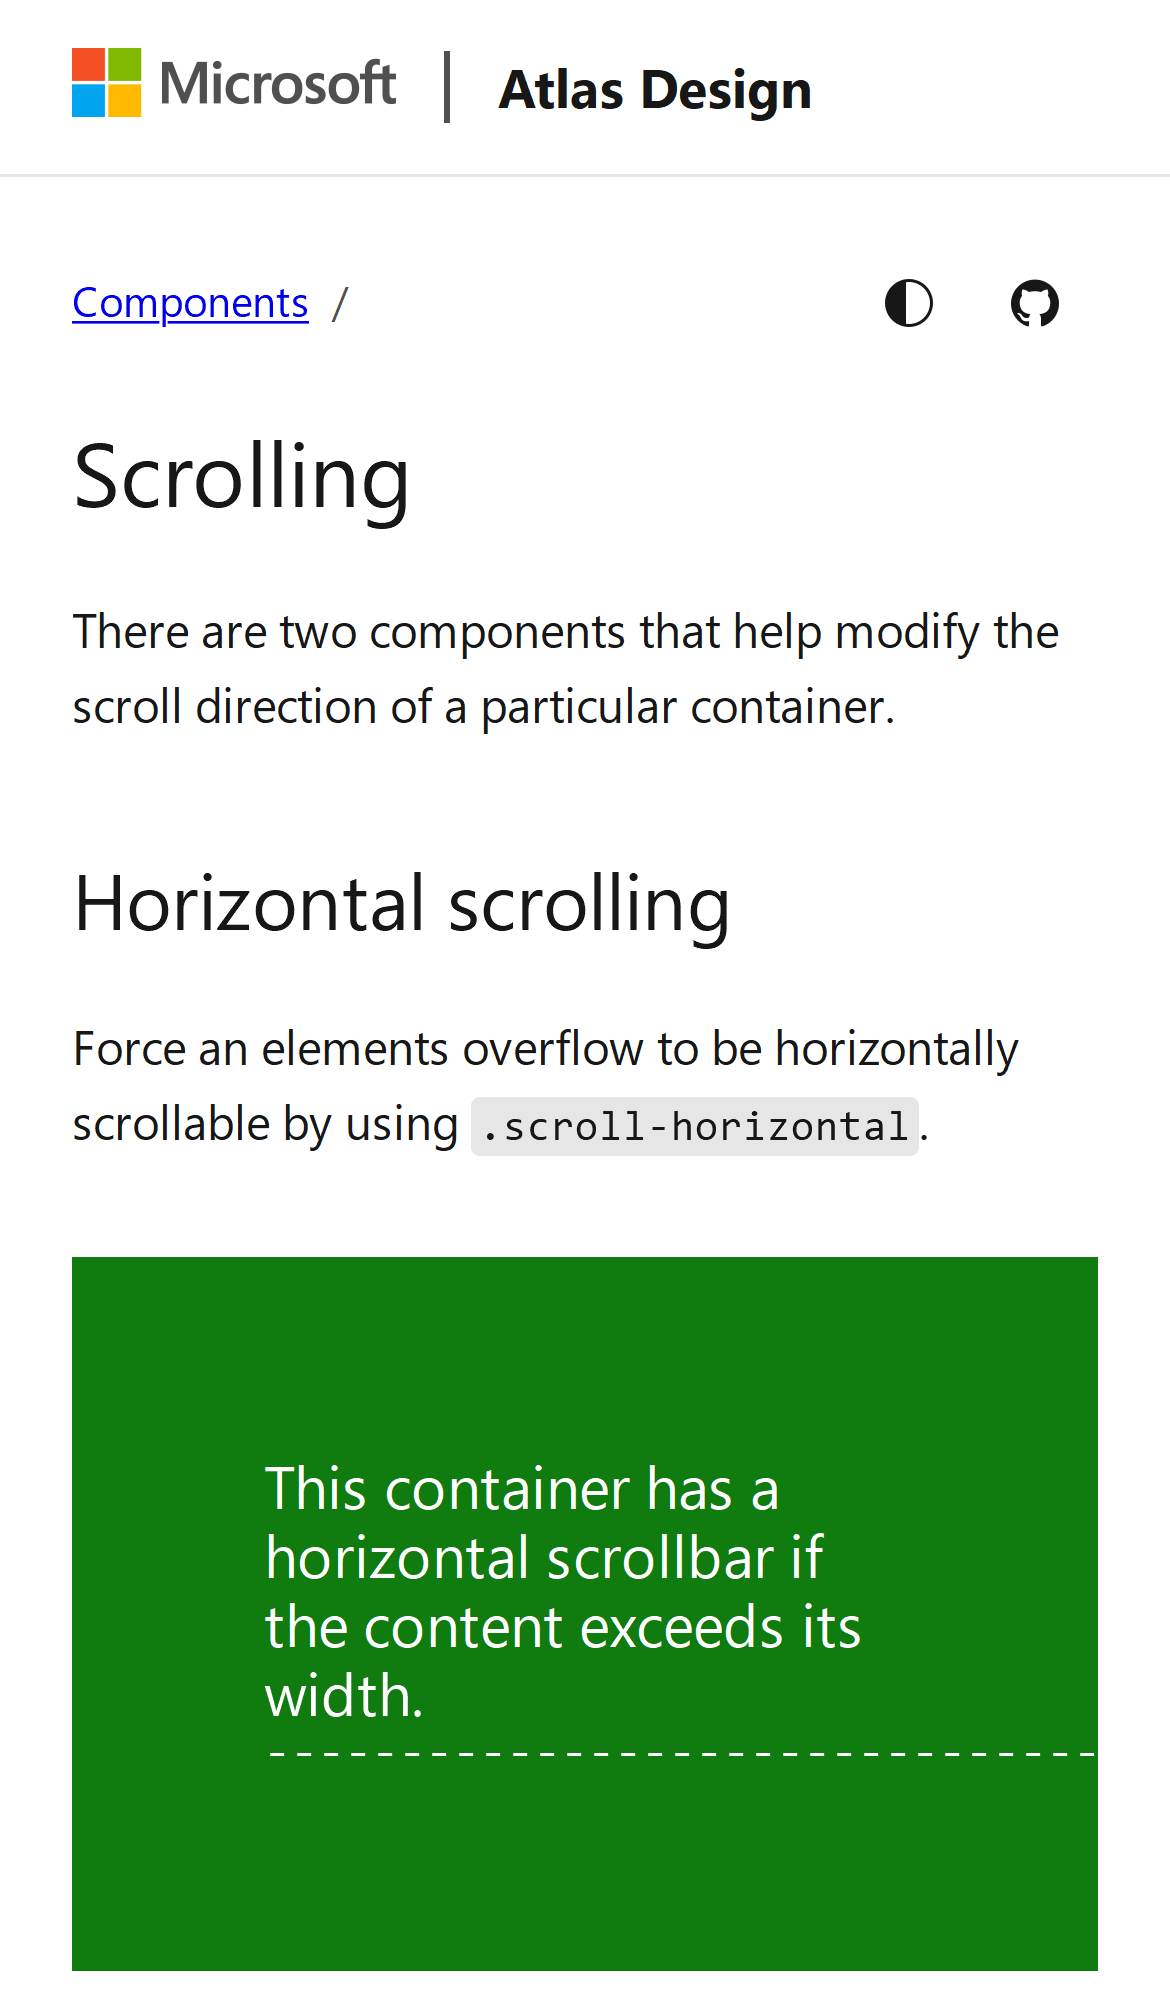 Microsoft | Atlas Design
Components /
Scrolling
There are two components that help modify the
scroll direction of a particular container.
Horizontal scrolling
Force an elements overflow to be horizontally
scrollable by using .scroll-horizontal.
This container has a
horizontal scrollbar if
the content exceeds its
width.
-------------------------------